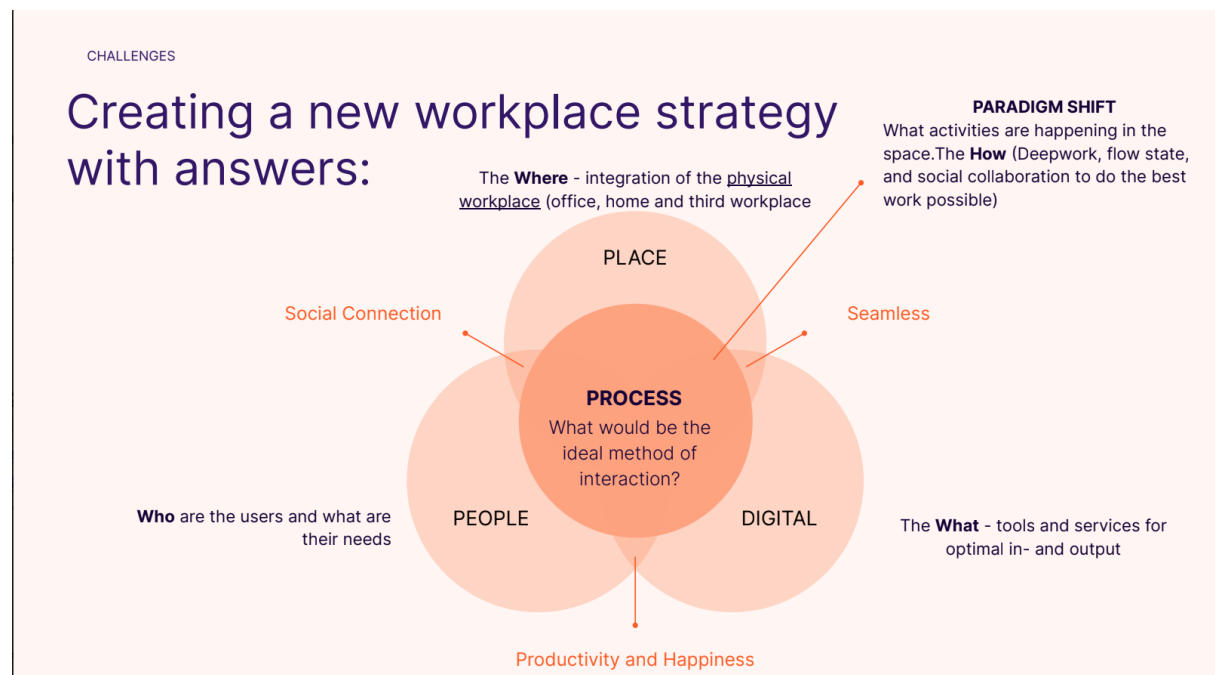 CHALLENGES
Creating a new workplace strategy
with answers:
PARADIGM SHIFT
What activities are happening in the
space.The How (Deepwork, flow state,
and social collaboration to do the best
work possible)
The Where - integration of the physical
workplace (office, home and third workplace
PLACE
Social Connection
Seamless
PROCESS
What would be the
ideal method of
interaction?
PEOPLE
DIGITAL
Who are the users and what are
their needs
The What - tools and services for
optimal in- and output
Productivity and Happiness